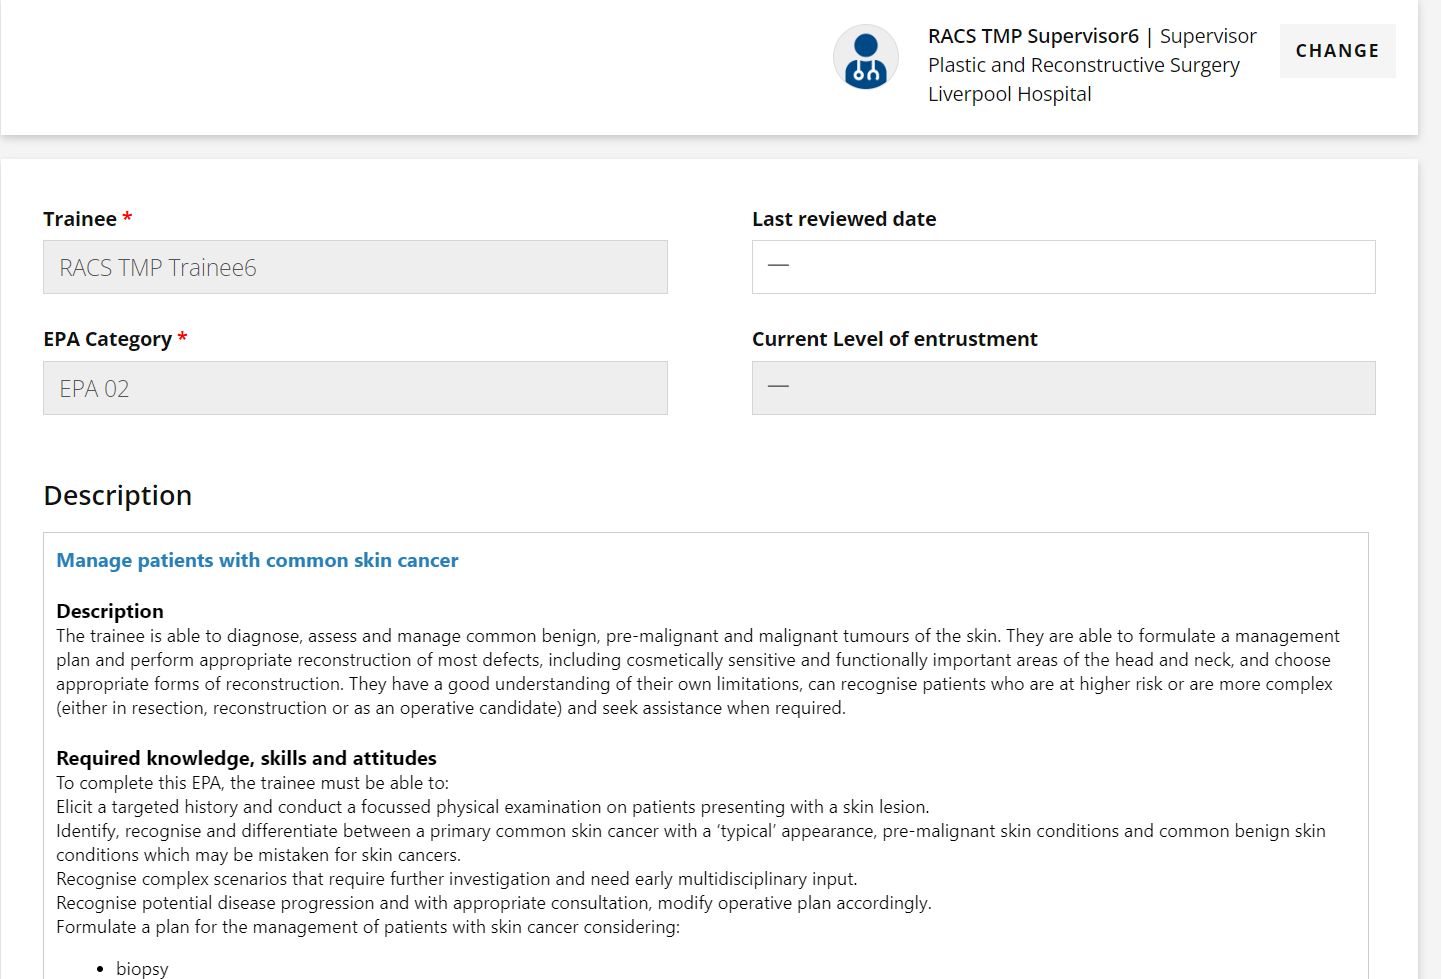 RACS TMP Supervisor6 | Supervisor
Plastic and Reconstructive Surgery
Liverpool Hospital
CHANGE
Trainee *
RACS TMP Trainee6
Last reviewed date
—
EPA Category *
EPA 02
Current Level of entrustment
—
Description
Manage patients with common skin cancer
Description
The trainee is able to diagnose, assess and manage common benign, pre-malignant and malignant tumours of the skin. They are able to formulate a management
plan and perform appropriate reconstruction of most defects, including cosmetically sensitive and functionally important areas of the head and neck, and choose
appropriate forms of reconstruction. They have a good understanding of their own limitations, can recognise patients who are at higher risk or are more complex
(either in resection, reconstruction or as an operative candidate) and seek assistance when required.
Required knowledge, skills and attitudes
To complete this EPA, the trainee must be able to:
Elicit a targeted history and conduct a focussed physical examination on patients presenting with a skin lesion.
Identify, recognise and differentiate between a primary common skin cancer with a ‘typical’ appearance, pre-malignant skin conditions and common benign skin
conditions which may be mistaken for skin cancers.
Recognise complex scenarios that require further investigation and need early multidisciplinary input.
Recognise potential disease progression and with appropriate consultation, modify operative plan accordingly.
Formulate a plan for the management of patients with skin cancer considering:
• biopsy